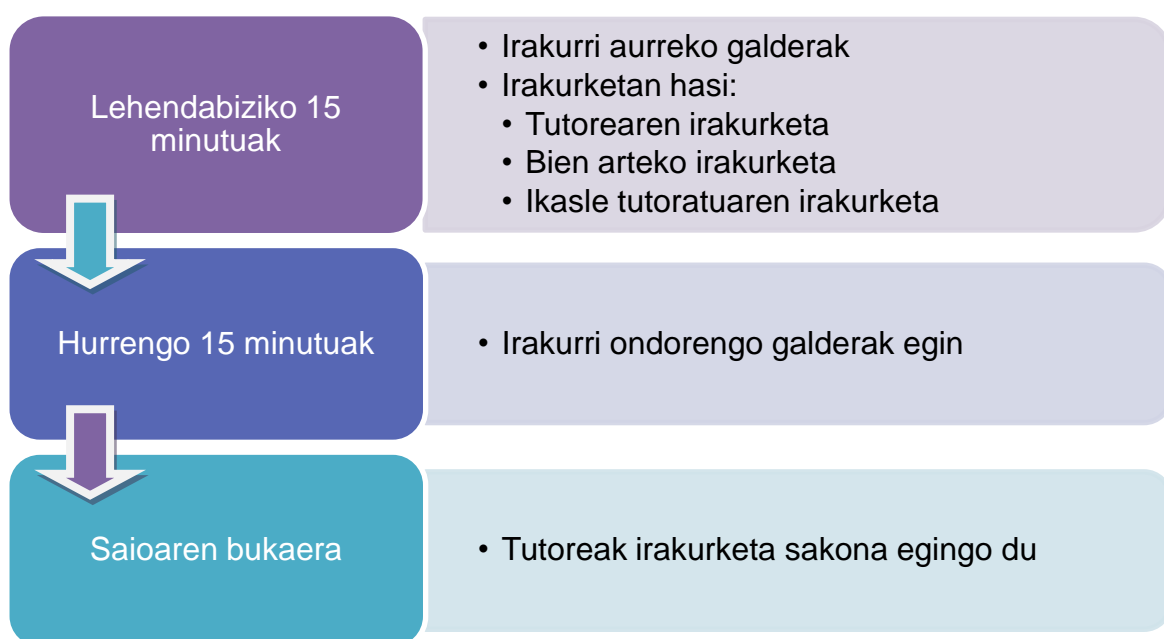 Lehendabiziko 15
minutuak
• Irakurri aurreko galderak
• Irakurketan hasi:
• Tutorearen irakurketa
• Bien arteko irakurketa
• Ikasle tutoratuaren irakurketa
Hurrengo 15 minutuak
• Irakurri ondorengo galderak egin
Saioaren bukaera
• Tutoreak irakurketa sakona egingo du